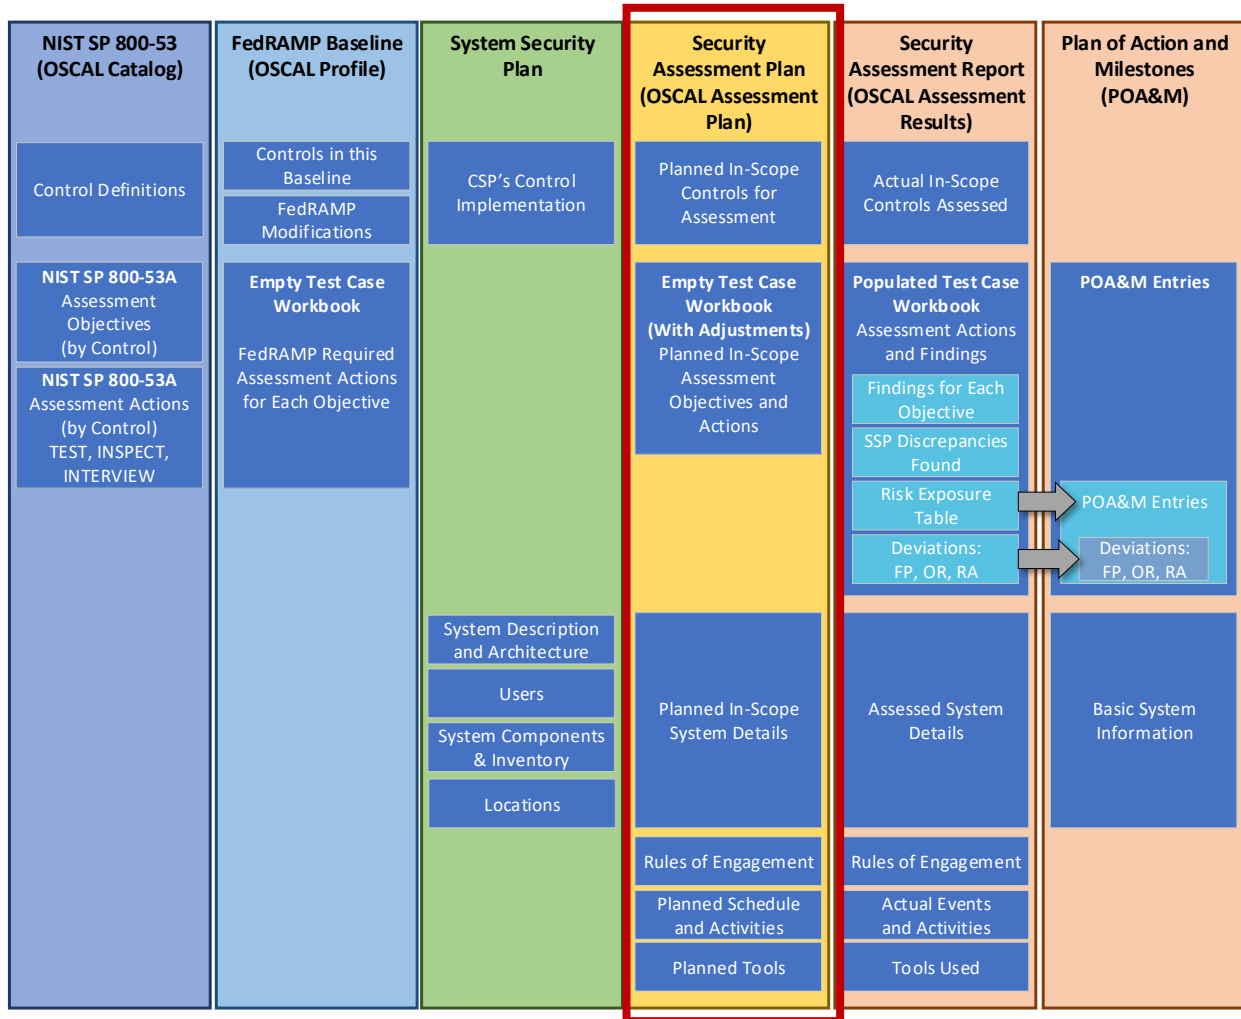 NIST SP 800-53
(OSCAL Catalog)
Control Definitions
NIST SP 800-53A
Assessment
Objectives
(by Control)
NIST SP 800-53A
Assessment Actions
(by Control)
TEST, INSPECT,
INTERVIEW
FedRAMP Baseline
(OSCAL Profile)
Controls in this
Baseline
FedRAMP
Modifications
Empty Test Case
Workbook
FedRAMP Required
Assessment Actions
for Each Objective
System Security
Plan
CSP's Control
Implementation
System Description
and Architecture
Users
System Components
& Inventory
Locations
Security
Assessment Plan
(OSCAL Assessment
Plan)
Planned In-Scope
Controls for
Assessment
Empty Test Case
Workbook
(With Adjustments)
Planned In-Scope
Assessment
Objectives and
Actions
Planned In-Scope
System Details
Rules of Engagement
Planned Schedule
and Activities
Planned Tools
Security
Assessment Report
(OSCAL Assessment
Results)
Actual In-Scope
Controls Assessed
Populated Test Case
Workbook
Assessment Actions
and Findings
Findings for Each
Objective
SSP Discrepancies
Found
Risk Exposure
Table
Deviations:
FP, OR, RA
Assessed System
Details
Rules of Engagement
Actual Events
and Activities
Tools Used
Plan of Action and
Milestones
(POA&M)
POA&M Entries
POA&M Entries
Deviations:
FP, OR, RA
Basic System
Information